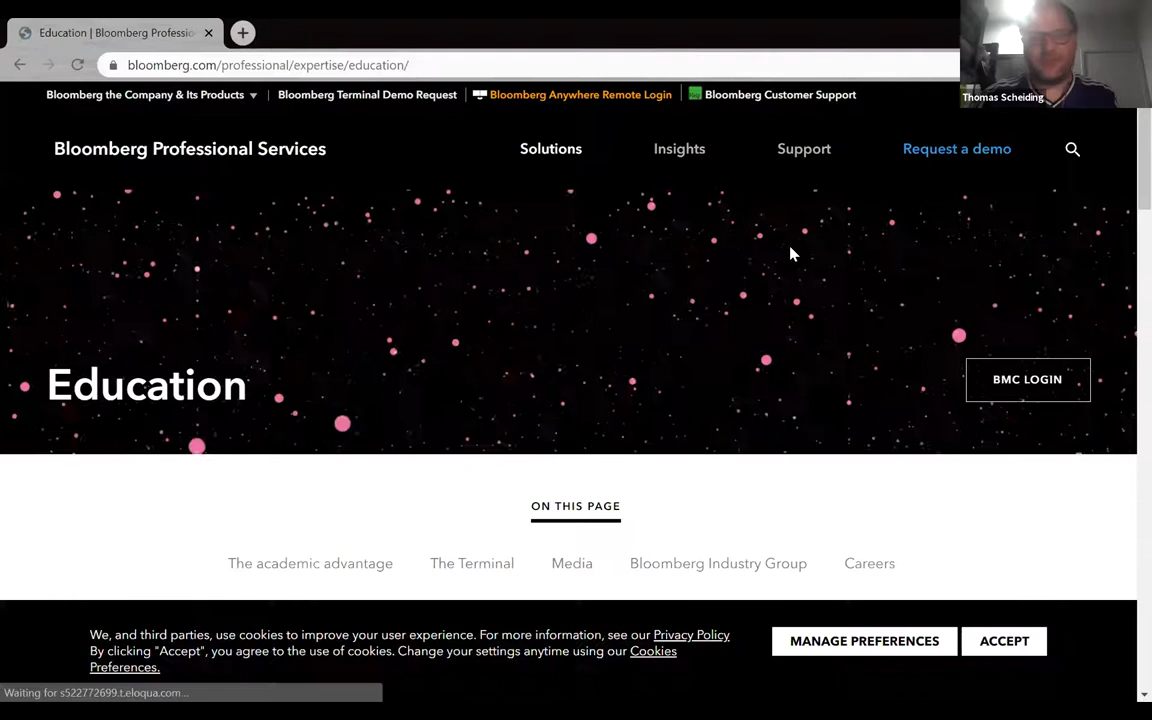 Education | Bloomberg Professio
bloomberg.com/professional/expertise/education/
Thomas Scheiding
Bloomberg the Company & Its Products
Bloomberg Terminal Demo Request
Bloomberg Anywhere Remote Login
Bloomberg Customer Support
Bloomberg Professional Services
Solutions
Insights
Support
Request a demo
Education
BMC LOGIN
ON THIS PAGE
The academic advantage
The Terminal
Media
Bloomberg Industry Group
Careers
We, and third parties, use cookies to improve your user experience. For more information, see our Privacy Policy
By clicking "Accept", you agree to the use of cookies. Change your settings anytime using our Cookies
Preferences.
MANAGE PREFERENCES
ACCEPT
Waiting for s522772699.t.eloqua.com...